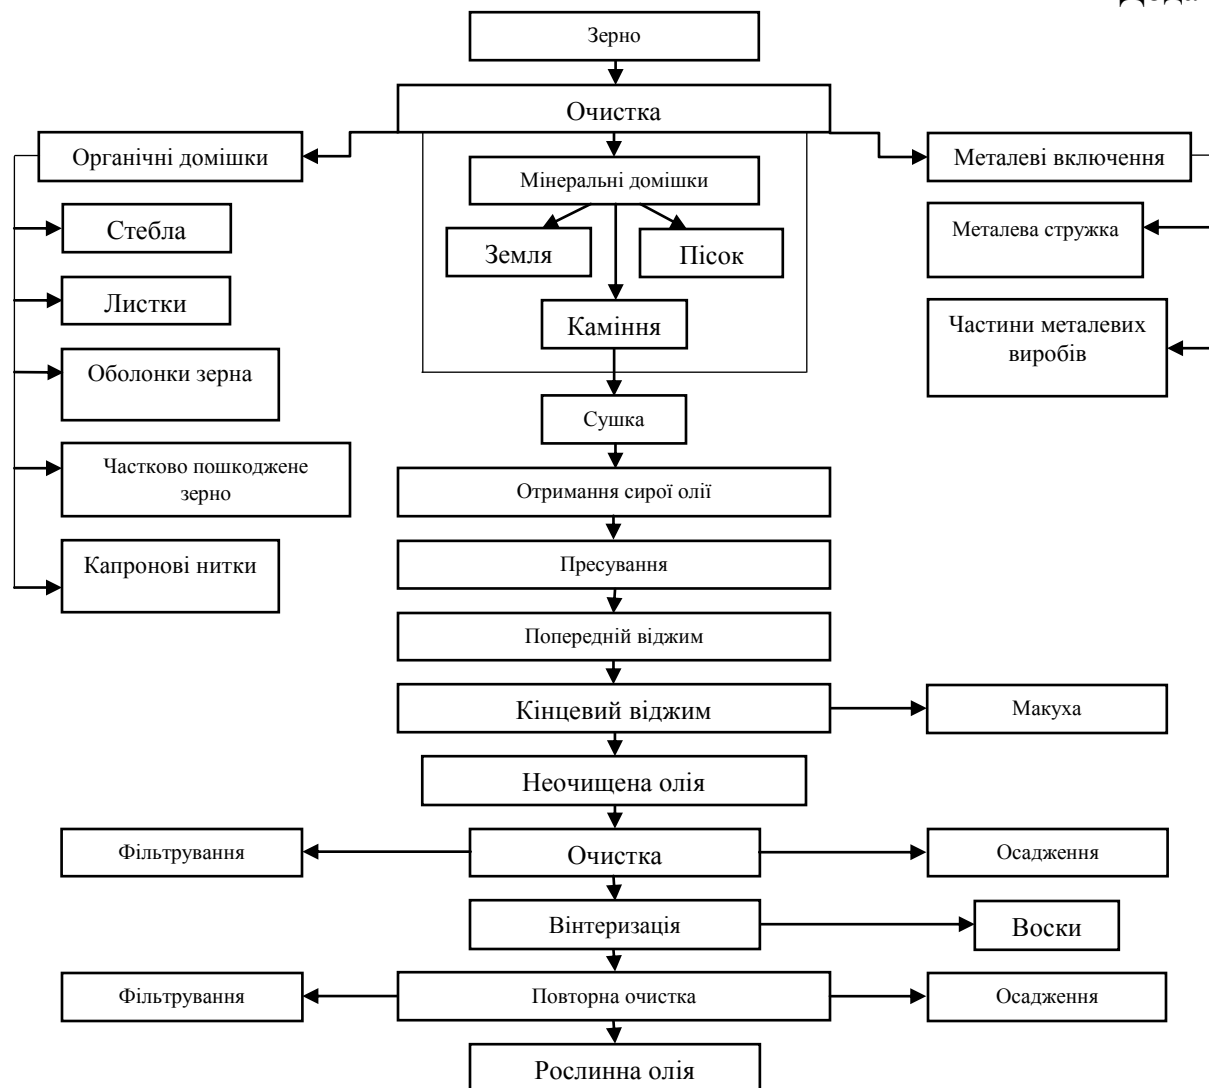 Зерно
Очистка
Органічні домішки
Металеві включення
Мінеральні домішки
Стебла
Земля
Пісок
Металева стружка
Листки
Каміння
Частини металевих
виробів
Оболонки зерна
Сушка
Частково пошкоджене
зерно
Отримання сирої олії
Капронові нитки
Пресування
Попередній віджим
Кінцевий віджим
Макуха
Неочищена олія
Фільтрування
Очистка
Осадження
Вінтеризація
Воски
Фільтрування
Повторна очистка
Осадження
Рослинна олія